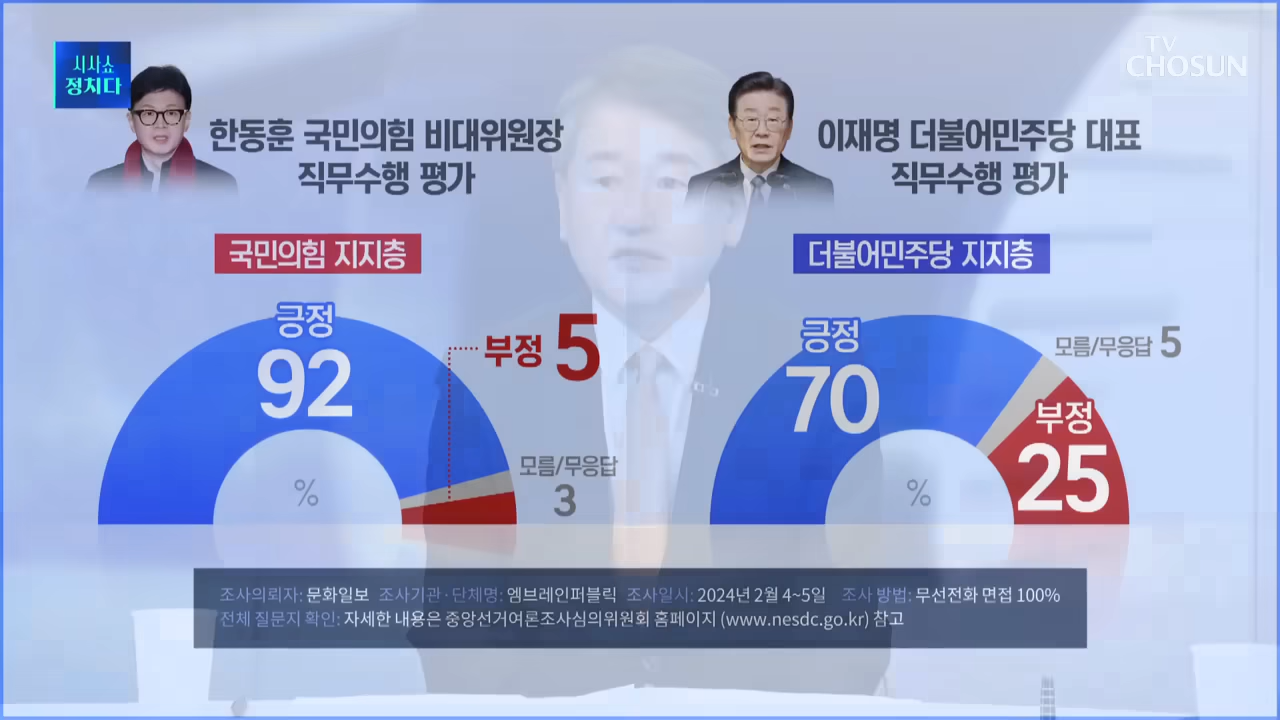 시사쇼
정치다
TV
CHOSUN
한동훈 국민의힘 비대위원장
직무수행 평가
국민의힘 지지층
긍정
92
부정 5
모름/무응답
3
%
이재명 더불어민주당 대표
직무수행 평가
더불어민주당 지지층
긍정
70
모름/무응답 5
부정
25
%
조사의뢰자: 문화일보 조사기관·단체명: 엠브레인퍼블릭 조사일시: 2024년 2월 4~5일 조사 방법: 무선전화 면접 100%
전체 질문지 확인: 자세한 내용은 중앙선거여론조사심의위원회 홈페이지 (www.nesdc.go.kr) 참고